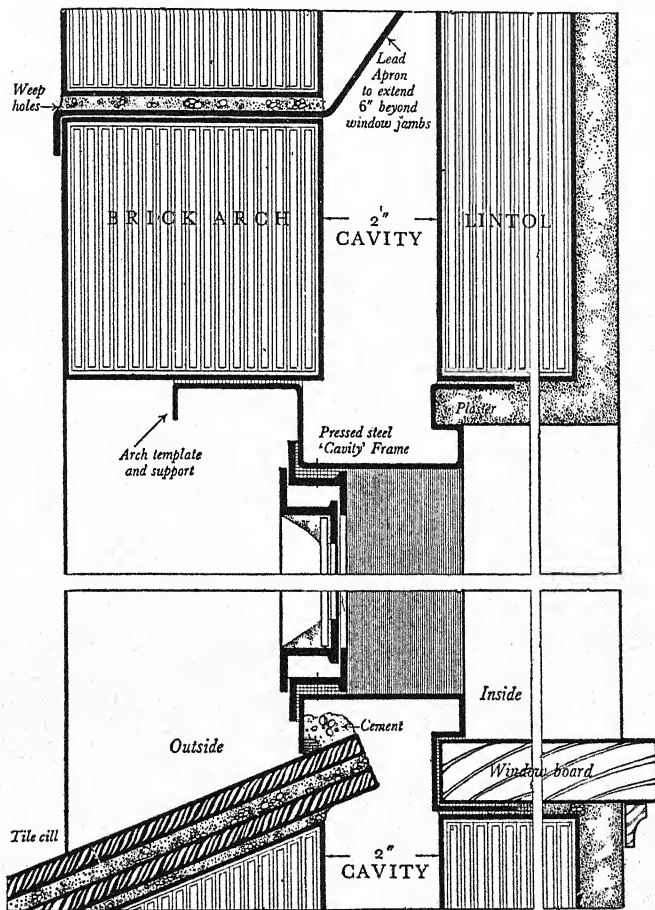 Weep
holes
Lead
Apron
to extend
6" beyond
window jambs
BRICK ARCH
2"
CAVITY
LINTOL
Plaster
Pressed steel
'Cavity' Frame
Arch template
and support
Inside
Cement
Outside
Window board
Tile cill
2"
CAVITY